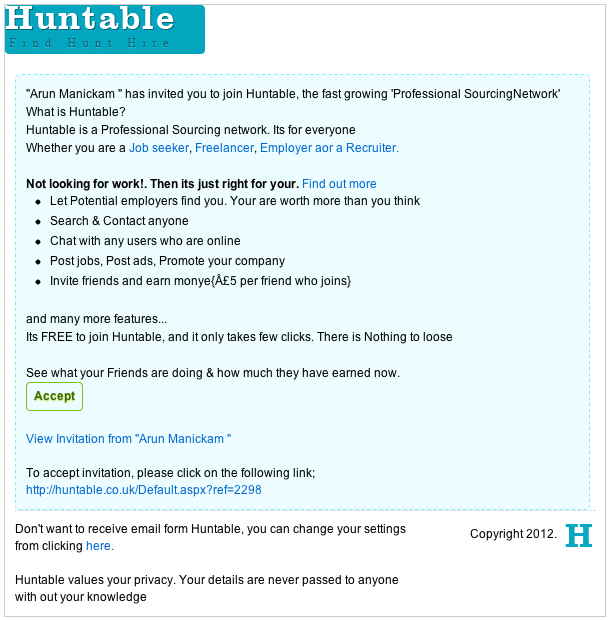 Huntable
Find Hunt Hire
"Arun Manickam " has invited you to join Huntable, the fast growing 'Professional SourcingNetwork'
What is Huntable?
Huntable is a Professional Sourcing network. Its for everyone
Whether you are a Job seeker, Freelancer, Employer aor a Recruiter.
Not looking for work!. Then its just right for your. Find out more
• Let Potential employers find you. Your are worth more than you think
• Search & Contact anyone
• Chat with any users who are online
• Post jobs, Post ads, Promote your company
• Invite friends and earn monye{Â£5 per friend who joins}
and many more features...
Its FREE to join Huntable, and it only takes few clicks. There is Nothing to loose
See what your Friends are doing & how much they have earned now.
Accept
View Invitation from "Arun Manickam "
To accept invitation, please click on the following link;
http://huntable.co.uk/Default.aspx?ref=2298
Don't want to receive email form Huntable, you can change your settings
from clicking here.
Copyright 2012. H
Huntable values your privacy. Your details are never passed to anyone
with out your knowledge